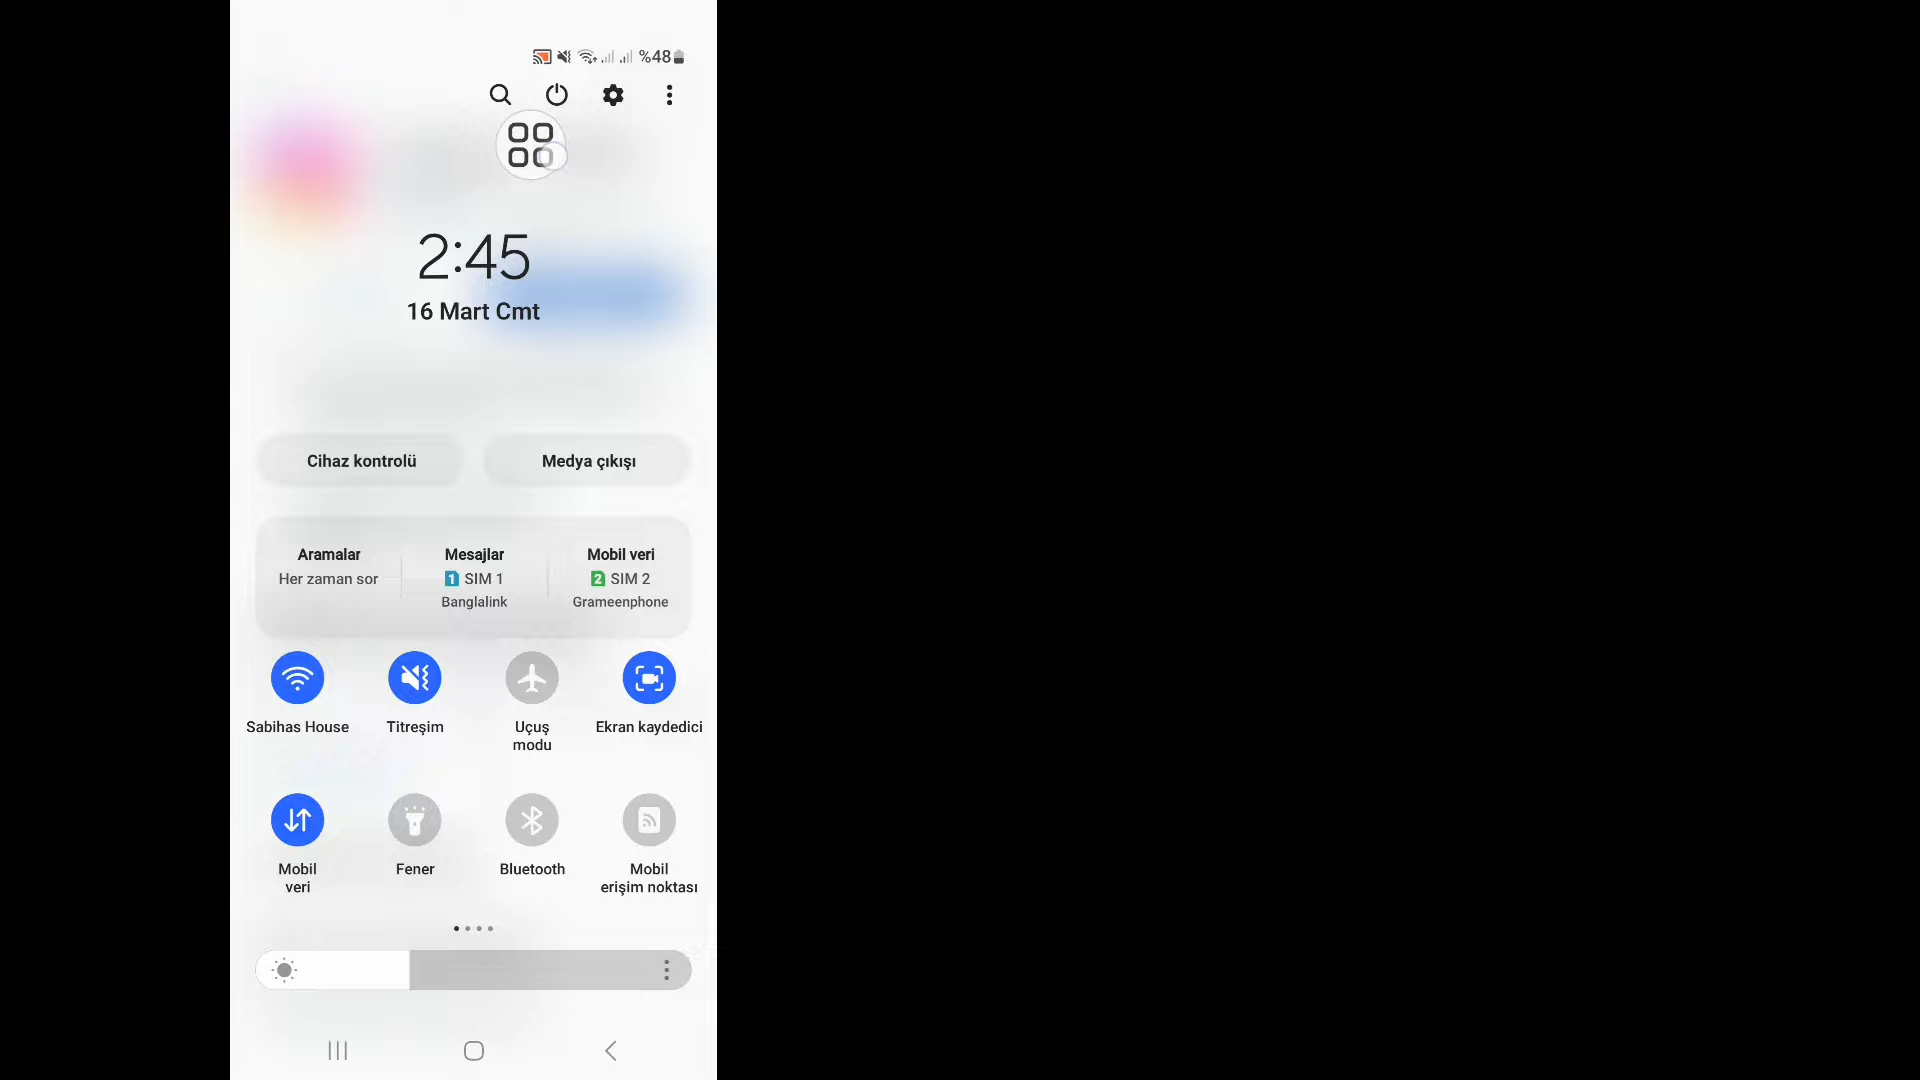 %48
2:45
16 Mart Cmt
Cihaz kontrolü
Medya çıkışı
Aramalar
Her zaman sor
Mesajlar
1 SIM 1
Banglalink
Mobil veri
2 SIM 2
Grameenphone
Sabihas House
Titreşim
Uçuş
modu
Ekran kaydedici
Mobil
veri
Fener
Bluetooth
Mobil
erişim noktası